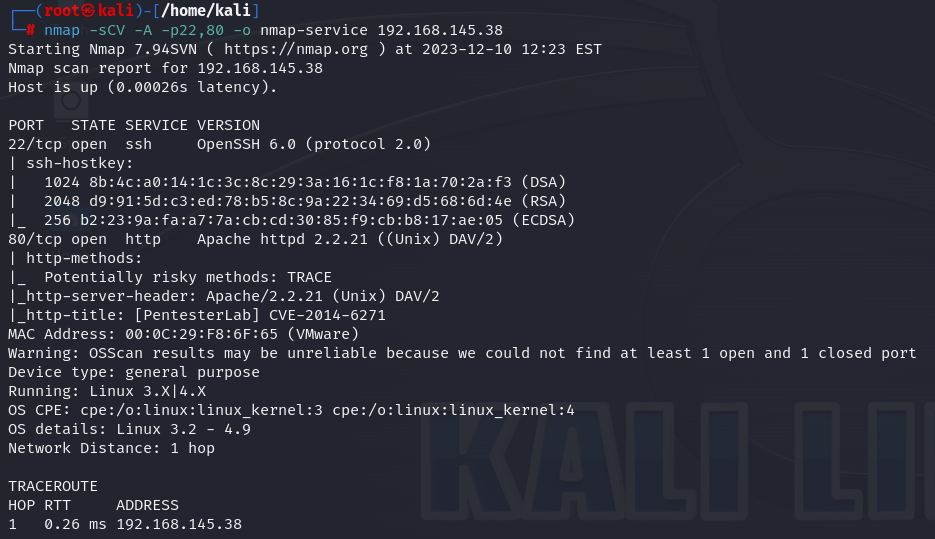 ┌──(root㉿kali)-[/home/kali]
└─# nmap -sCV -A -p22,80 -o nmap-service 192.168.145.38
Starting Nmap 7.94SVN ( https://nmap.org ) at 2023-12-10 12:23 EST
Nmap scan report for 192.168.145.38
Host is up (0.00026s latency).

PORT   STATE SERVICE VERSION
22/tcp open  ssh     OpenSSH 6.0 (protocol 2.0)
| ssh-hostkey:
|   1024 8b:4c:a0:14:1c:3c:8c:29:3a:16:1c:f8:1a:70:2a:f3 (DSA)
|   2048 d9:91:5d:c3:ed:78:b5:8c:9a:22:34:69:d5:68:6d:4e (RSA)
|_  256 b2:23:9a:fa:a7:7a:cb:cd:30:85:f9:cb:b8:17:ae:05 (ECDSA)
80/tcp open  http    Apache httpd 2.2.21 ((Unix) DAV/2)
| http-methods:
|_  Potentially risky methods: TRACE
|_http-server-header: Apache/2.2.21 (Unix) DAV/2
|_http-title: [PentesterLab] CVE-2014-6271
MAC Address: 00:0C:29:F8:6F:65 (VMware)
Warning: OSScan results may be unreliable because we could not find at least 1 open and 1 closed port
Device type: general purpose
Running: Linux 3.X|4.X
OS CPE: cpe:/o:linux:linux_kernel:3 cpe:/o:linux:linux_kernel:4
OS details: Linux 3.2 - 4.9
Network Distance: 1 hop

TRACEROUTE
HOP RTT     ADDRESS
1   0.26 ms 192.168.145.38
KALI LI